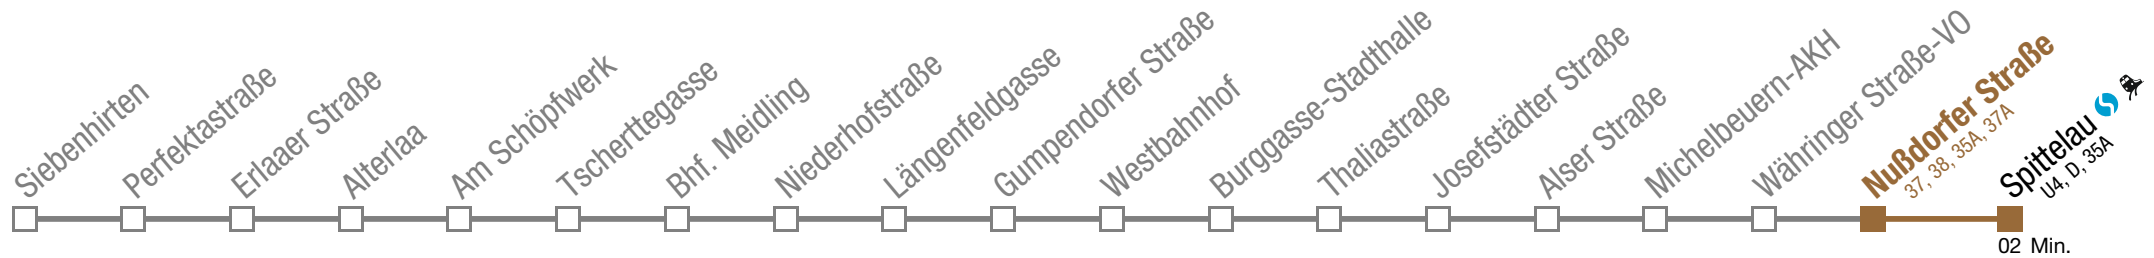 Siebenhirten
Perfektastraße
Erlaaer Straße
Alterlaa
Am Schöpfwerk
Tscherttegasse
Bhf. Meidling
Niederhofstraße
Längenfeldgasse
Gumpendorfer Straße
Westbahnhof
Burggasse-Stadthalle
Thaliastraße
Josefstädter Straße
Alser Straße
Michelbeuern-AKH
Währinger Straße-VO
Nußdorfer Straße
37, 38, 35A, 37A
Spittelau
U4, D, 35A
02 Min.